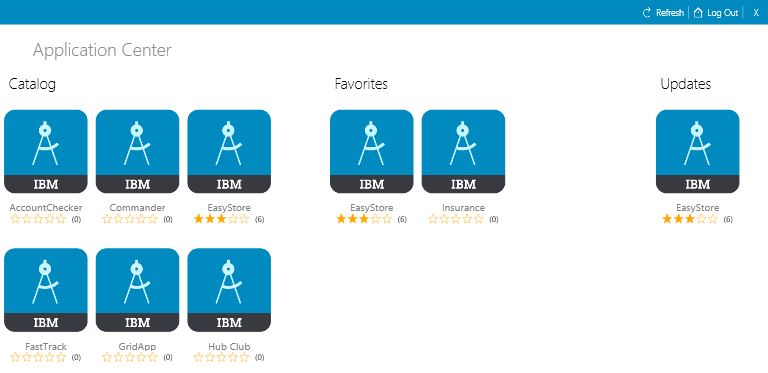 Refresh | Log Out | X
Application Center
Catalog
IBM IBM IBM
AccountChecker Commander EasyStore
(0) (0) (6)
IBM IBM IBM
FastTrack GridApp Hub Club
(0) (0) (0)
Favorites
IBM IBM
EasyStore Insurance
(6) (0)
Updates
IBM
EasyStore
(6)